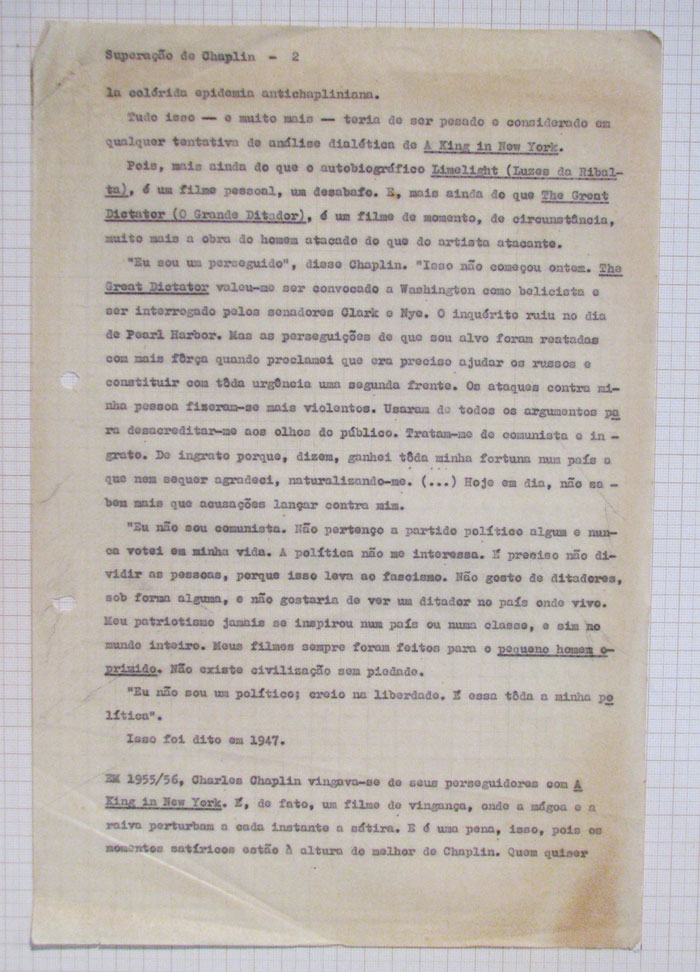 Superação de Chaplin - 2
la colérida epidemia antichapliniana.
Tudo isso — e muito mais — teria de ser pesado e considerado em
qualquer tentativa de análise dialética de A King in New York.
Pois, mais ainda do que o autobiográfico Limelight (Luzes da Ribal-
ta), é um filme pessoal, um desabafo. E, mais ainda do que The Great
Dictator (O Grande Ditador), é um filme de momento, de circunstância,
muito mais a obra do homem atacado do que do artista atacante.
"Eu sou um perseguido", disse Chaplin. "Isso não começou ontem. The
Great Dictator valeu-me ser convocado a Washington como belicista e
ser interrogado pelos senadores Clark e Nye. O inquérito ruiu no dia
de Pearl Harbor. Mas as perseguições de que sou alvo foram reatadas
com mais fôrça quando proclamei que era preciso ajudar os russos e
constituir com tôda urgência uma segunda frente. Os ataques contra mi-
nha pessoa fizeram-se mais violentos. Usaram de todos os argumentos pa
ra desacreditar-me aos olhos do público. Tratam-me de comunista e in -
grato. De ingrato porque, dizem, ganhei tôda minha fortuna num país a
que nem sequer agradeci, naturalizando-me. (...) Hoje em dia, não sa -
bem mais que acusações lançar contra mim.
"Eu não sou comunista. Não pertenço a partido político algum e nun-
ca votei em minha vida. A política não me interessa. É preciso não di-
vidir as pessoas, porque isso leva ao fascismo. Não gosto de ditadores,
sob forma alguma, e não gostaria de ver um ditador no país onde vivo.
Meu patriotismo jamais se inspirou num país ou numa classe, e sim no
mundo inteiro. Meus filmes sempre foram feitos para o pequeno homem o-
primido. Não existe civilização sem piedade.
"Eu não sou um político; creio na liberdade. É essa tôda a minha po
lítica".
Isso foi dito em 1947.
EM 1955/56, Charles Chaplin vingava-se de seus perseguidores com A
King in New York. É, de fato, um filme de vingança, onde a mágoa e a
raiva perturbam a cada instante a sátira. E é uma pena, isso, pois os
momentos satíricos estão à altura do melhor de Chaplin. Quem quiser